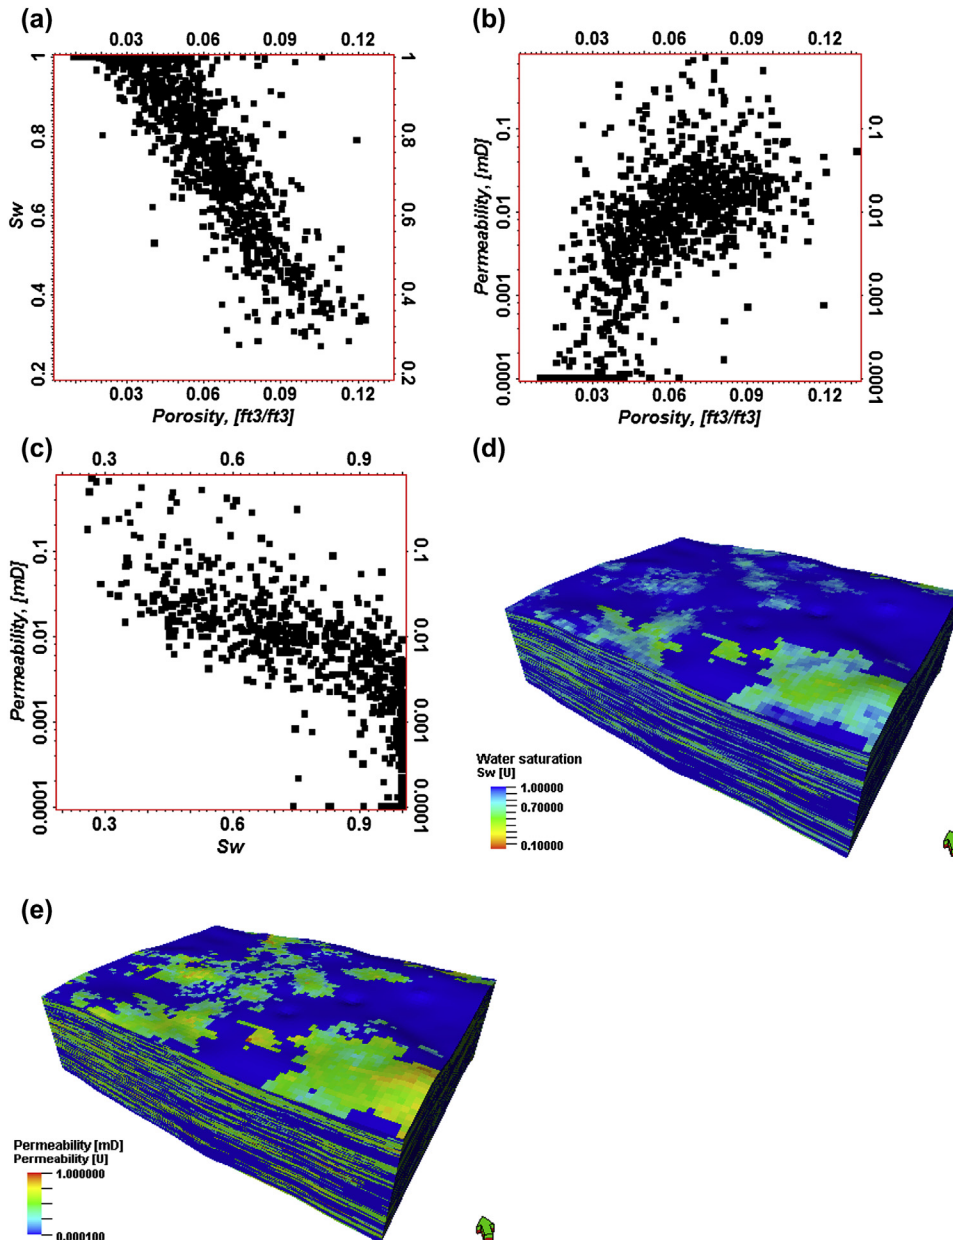 (a)
0.03 0.06 0.09 0.12
1 0.8 0.6 0.4 0.2
Sw
1 0.8 0.6 0.4 0.2
0.03 0.06 0.09 0.12
Porosity, [ft3/ft3]
(b)
0.03 0.06 0.09 0.12
0.1 0.01 0.001 0.0001
Permeability, [mD]
0.1 0.01 0.001 0.0001
0.03 0.06 0.09 0.12
Porosity, [ft3/ft3]
(c)
0.3 0.6 0.9
0.1 0.01 0.001 0.0001
Permeability, [mD]
0.1 0.01 0.001 0.0001
0.3 0.6 0.9
Sw
(d)
Water saturation
Sw [U]
1.00000
0.70000
0.10000
(e)
Permeability [mD]
Permeability [U]
1.000000
0.000100